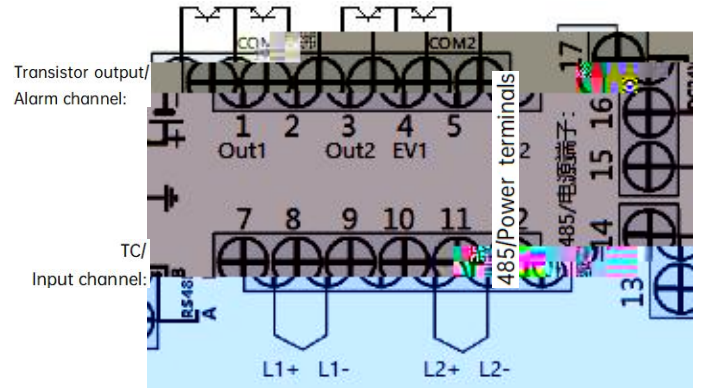 COM2
17
Transistor output/
Alarm channel:
1 2 3 4 5
Out1 Out2 EV1 2
16
15
485/Power terminals
485/电源端子:
7 8 9 10 11 2
14
TC/
Input channel:
13
RS48
B
A
L1+ L1- L2+ L2-